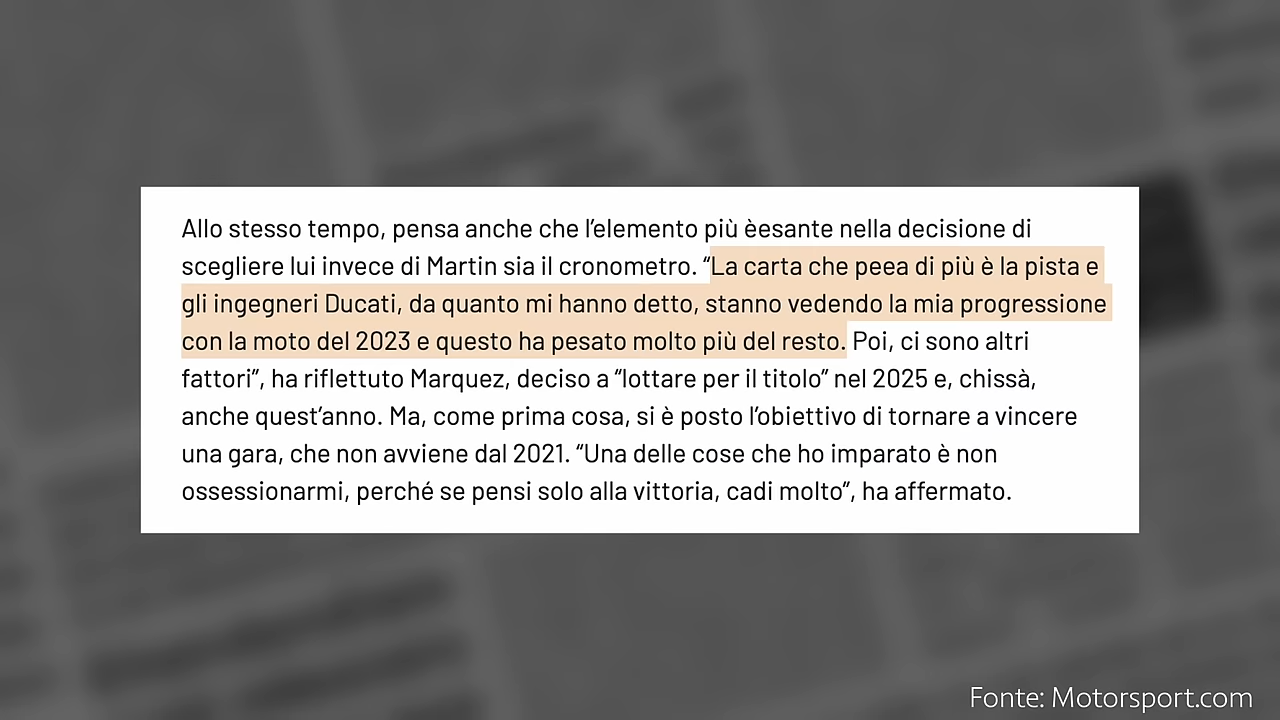 Allo stesso tempo, pensa anche che l’elemento più èesante nella decisione di
scegliere lui invece di Martin sia il cronometro. “La carta che peea di più è la pista e
gli ingegneri Ducati, da quanto mi hanno detto, stanno vedendo la mia progressione
con la moto del 2023 e questo ha pesato molto più del resto. Poi, ci sono altri
fattori”, ha riflettuto Marquez, deciso a “lottare per il titolo” nel 2025 e, chissà,
anche quest’anno. Ma, come prima cosa, si è posto l’obiettivo di tornare a vincere
una gara, che non avviene dal 2021. “Una delle cose che ho imparato è non
ossessionarmi, perché se pensi solo alla vittoria, cadi molto”, ha affermato.
Fonte: Motorsport.com